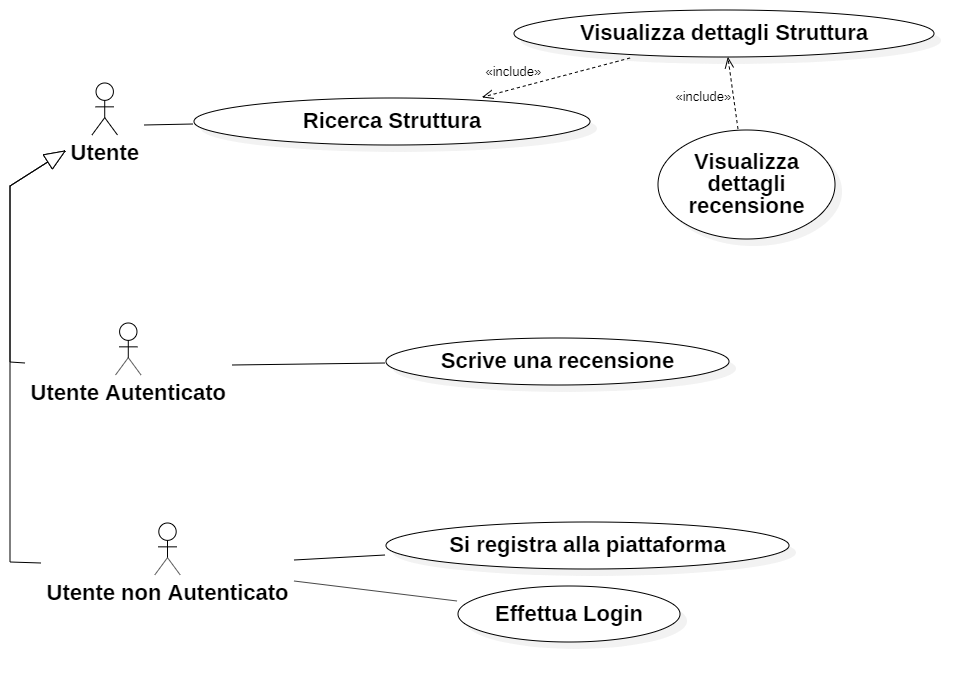 Visualizza dettagli Struttura
«include»
«include»
Ricerca Struttura
Utente
Visualizza
dettagli
recensione
Scrive una recensione
Utente Autenticato
Si registra alla piattaforma
Utente non Autenticato
Effettua Login